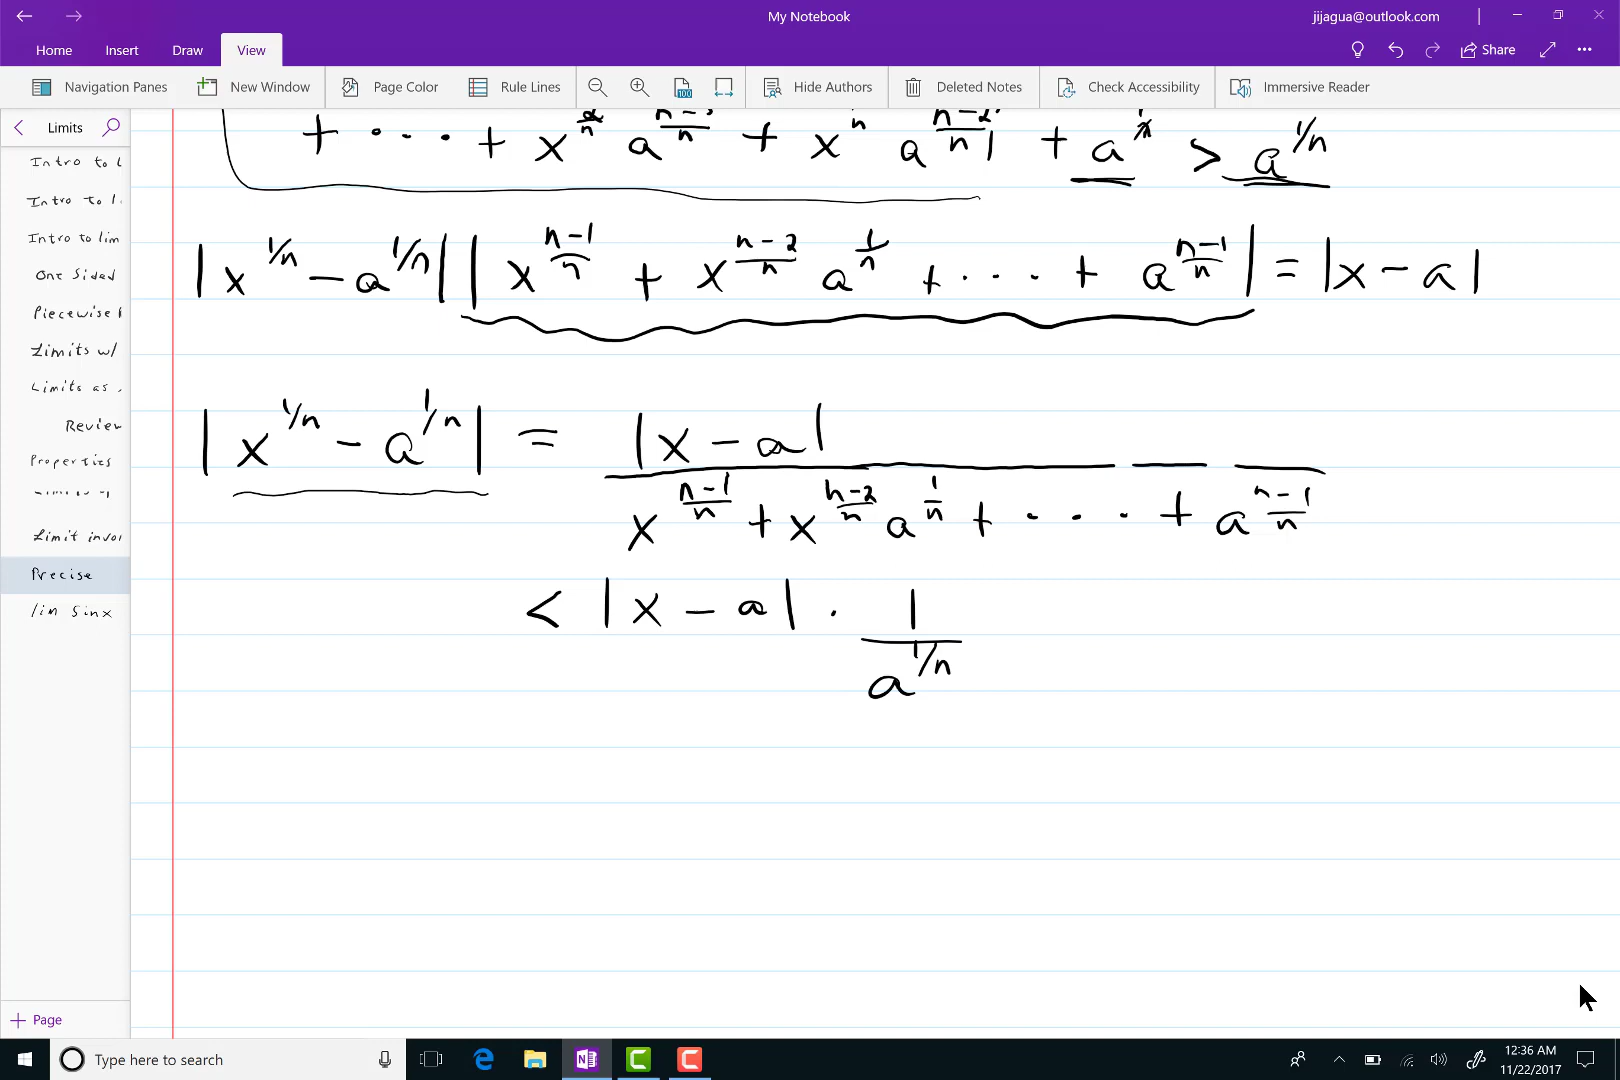 My Notebook
jijagua@outlook.com
Home Insert Draw View
Share
Navigation Panes New Window Page Color Rule Lines Hide Authors Deleted Notes Check Accessibility Immersive Reader
Limits
Intro to L
Intro to l
Intro to lim
One Sided
Piecewise
Limits w/
Limits as
Review
Properties
Limit invol
Precise
lim sinx
+ Page
+ ··· + x^(2/n) a^(n-3/n) + x^n a^(n-2/n) + a > a^(1/n)
|x^(1/n) - a^(1/n)| |x^(n-1/n) + x^(n-2/n) a^(1/n) + ··· + a^(n-1/n)| = |x - a|
|x^(1/n) - a^(1/n)| = |x - a|
x^(n-1/n) + x^(n-2/n) a^(1/n) + ··· + a^(n-1/n)
< |x - a| · 1
a^(1/n)
Type here to search
12:36 AM
11/22/2017